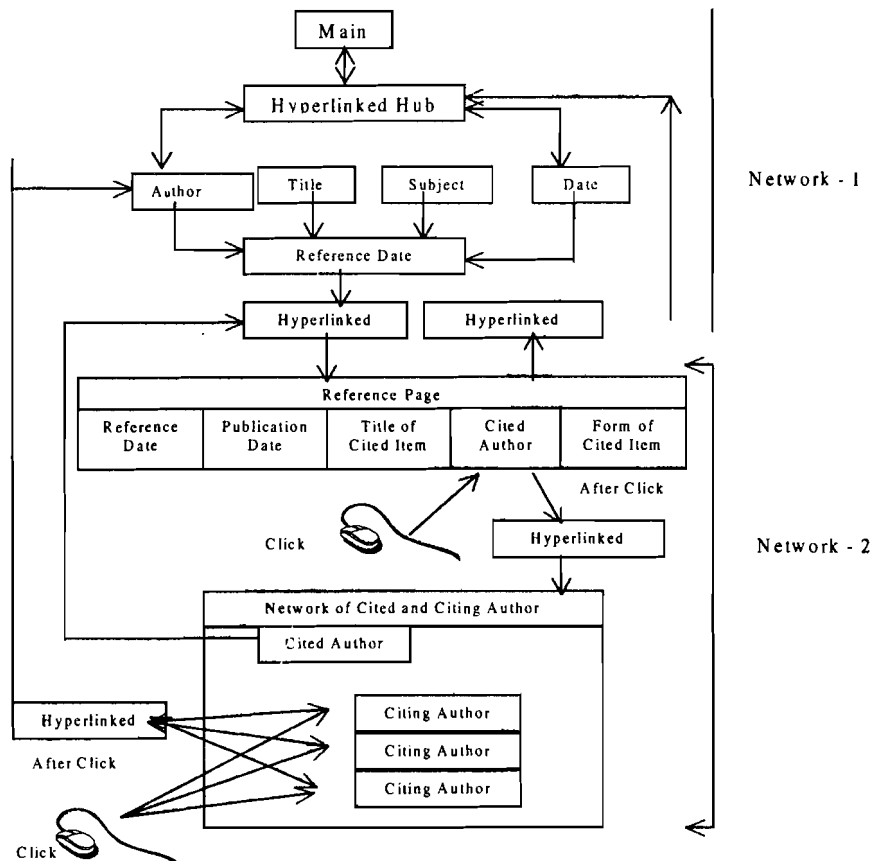 Main
Hyperlinked Hub
Author
Title
Subject
Date
Network - 1
Reference Date
Hyperlinked
Hyperlinked
Reference Page
Reference
Date
Publication
Date
Title of
Cited Item
Cited
Author
Form of
Cited Item
After Click
Click
Hyperlinked
Network - 2
Network of Cited and Citing Author
Cited Author
Hyperlinked
Citing Author
Citing Author
Citing Author
After Click
Click